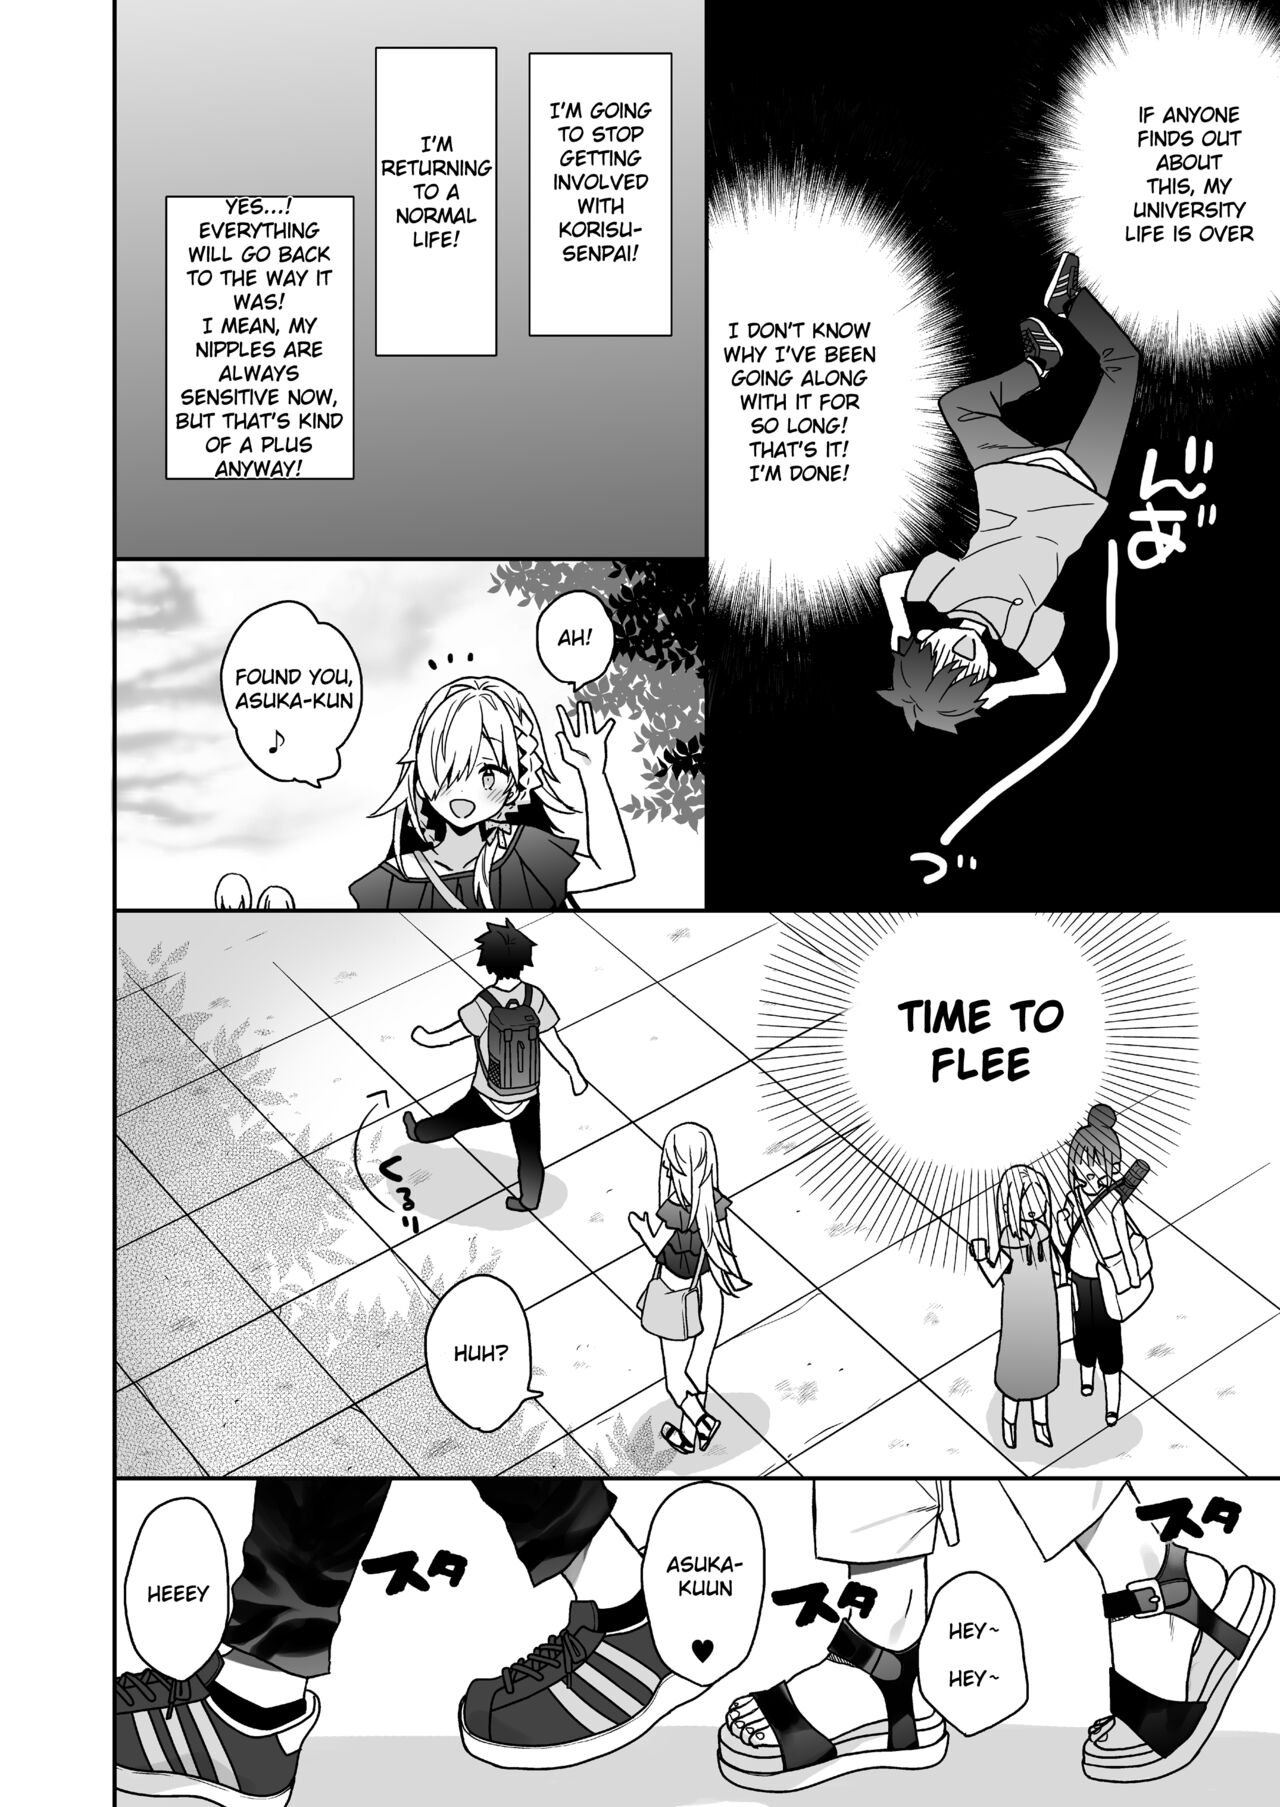 IF ANYONE
FINDS OUT
ABOUT
THIS, MY
UNIVERSITY
LIFE IS OVER
I DON'T KNOW
WHY I'VE BEEN
GOING ALONG
WITH IT FOR
SO LONG!
THAT'S IT!
I'M DONE!
んあ゛
づ
I'M GOING
TO STOP
GETTING
INVOLVED
WITH
KORISU-
SENPAI!
I'M
RETURNING
TO A
NORMAL
LIFE!
YES...!
EVERYTHING
WILL GO BACK
TO THE WAY IT
WAS!
I MEAN, MY
NIPPLES ARE
ALWAYS
SENSITIVE NOW,
BUT THAT'S KIND
OF A PLUS
ANYWAY!
AH!
FOUND YOU,
ASUKA-KUN
♪
TIME TO
FLEE
くるッ
HUH?
スタ
HEY~
HEY~
スタ
ASUKA-
KUUN
♥
スタ
HEEEY